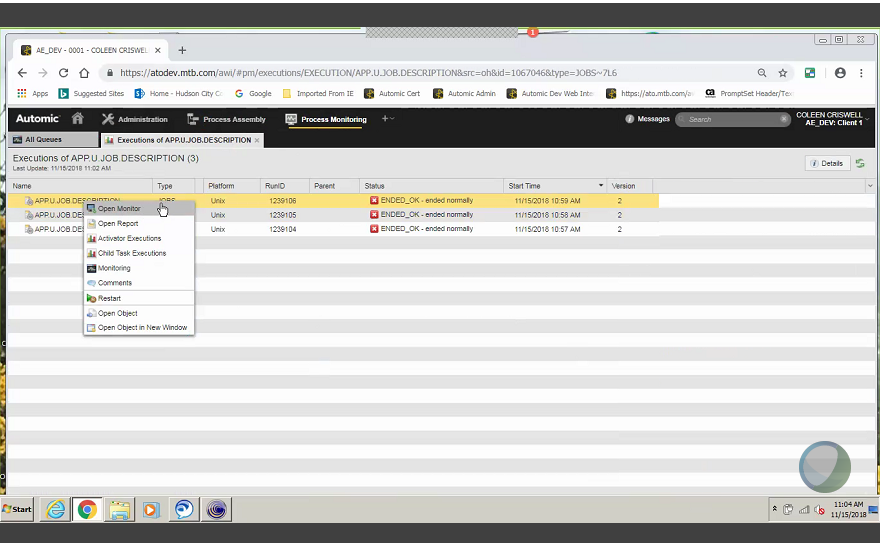 1
AE_DEV - 0001 - COLEEN CRISWELL
https://atodev.mtb.com/awi/#pm/executions/EXECUTION/APP.U.JOB.DESCRIPTION&src=oh&id=1067046&type=JOBS~7L6
Apps Suggested Sites Home - Hudson City Co Google Imported From IE Automic Cert Automic Admin Automic Dev Web Inte https://ato.mtb.com/aw PromptSet Header/Tex
Automic Administration Process Assembly Process Monitoring + Messages Search COLEEN CRISWELL
AE_DEV: Client 1
All Queues Executions of APP.U.JOB.DESCRIPTION
Executions of APP.U.JOB.DESCRIPTION (3)
Last Update: 11/15/2018 11:02 AM
Details
Name Type Platform RunID Parent Status Start Time Version
APP.U.JOB.DESCRIPTION JOBS Unix 1239106 ENDED_OK - ended normally 11/15/2018 10:59 AM 2
APP.U.JOB.DES Unix 1239105 ENDED_OK - ended normally 11/15/2018 10:58 AM 2
APP.U.JOB.DES Unix 1239104 ENDED_OK - ended normally 11/15/2018 10:57 AM 2
Open Monitor
Open Report
Activator Executions
Child Task Executions
Monitoring
Comments
Restart
Open Object
Open Object in New Window
Start
11:04 AM
11/15/2018